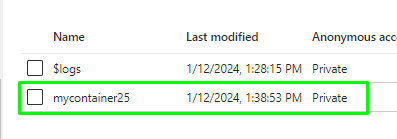 Name Last modified Anonymous acce
$logs 1/12/2024, 1:28:15 PM Private
mycontainer25 1/12/2024, 1:38:53 PM Private